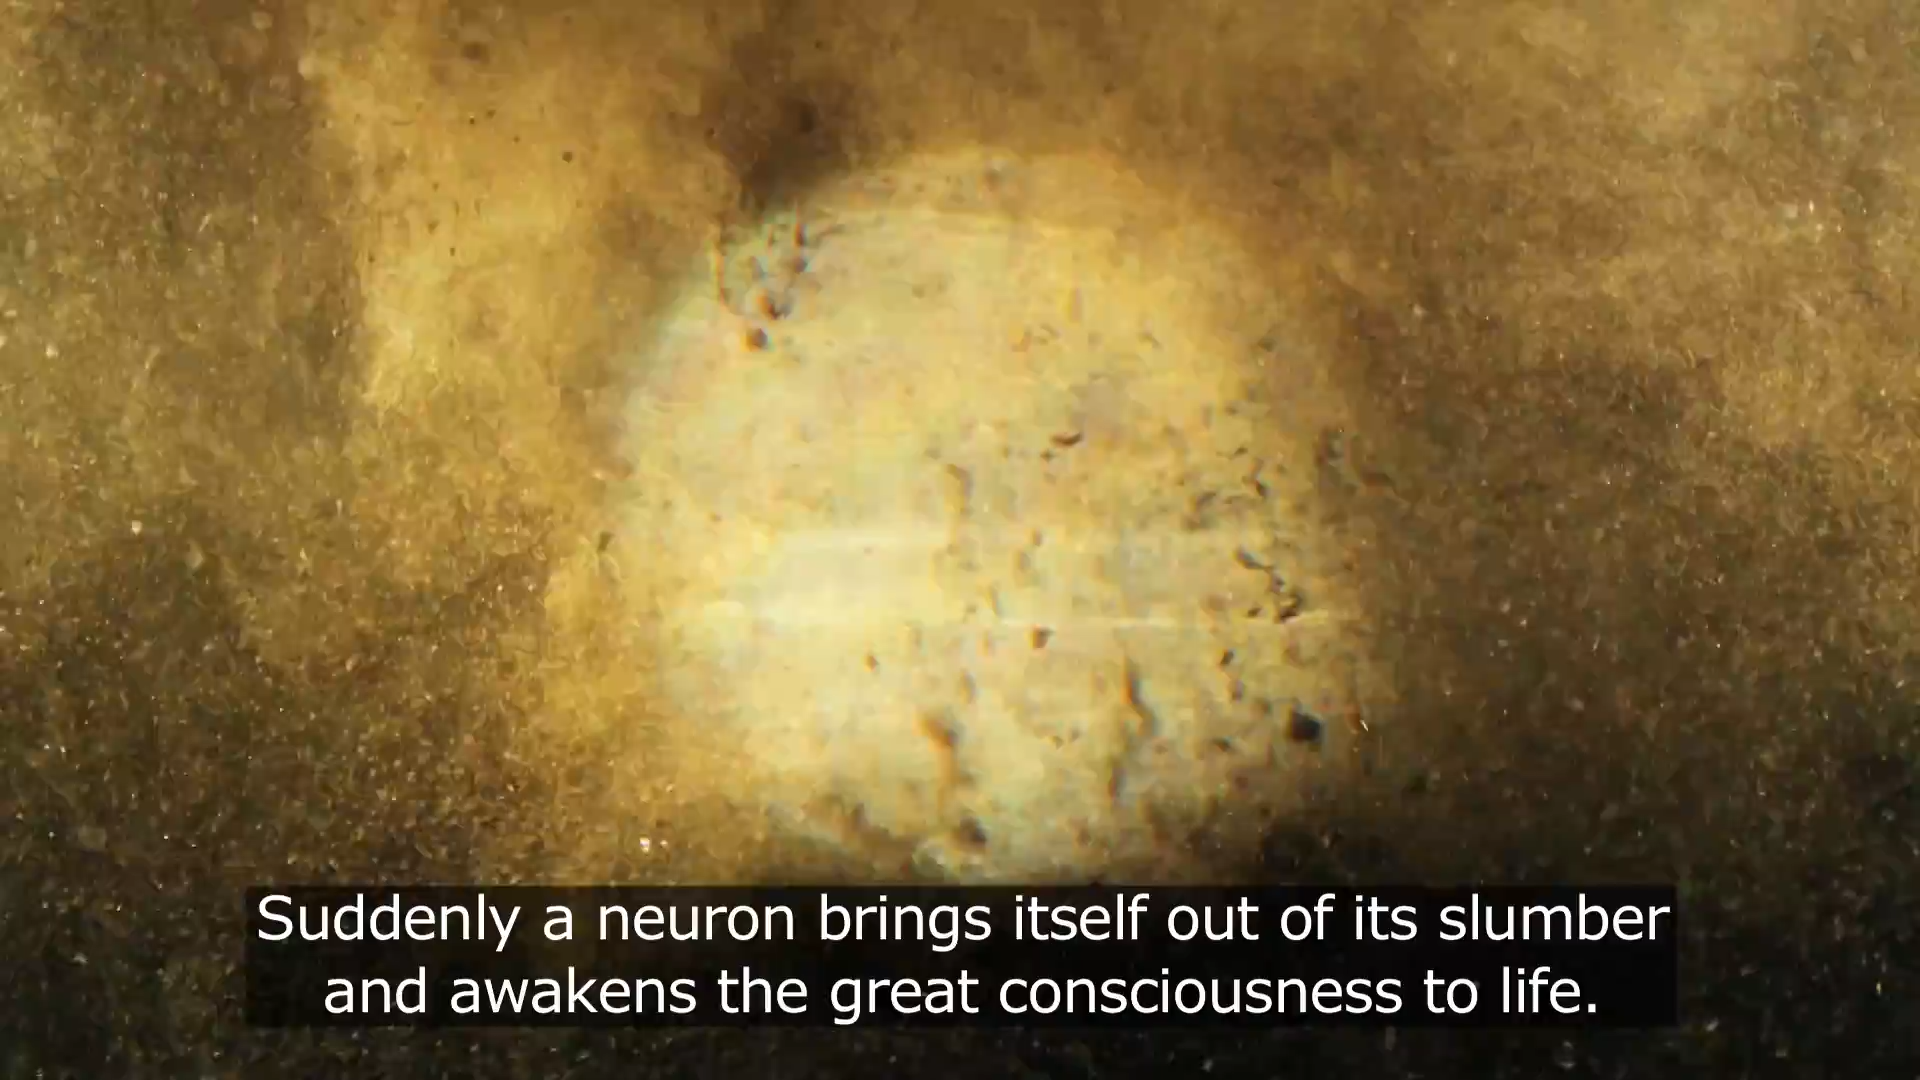 Suddenly a neuron brings itself out of its slumber
and awakens the great consciousness to life.